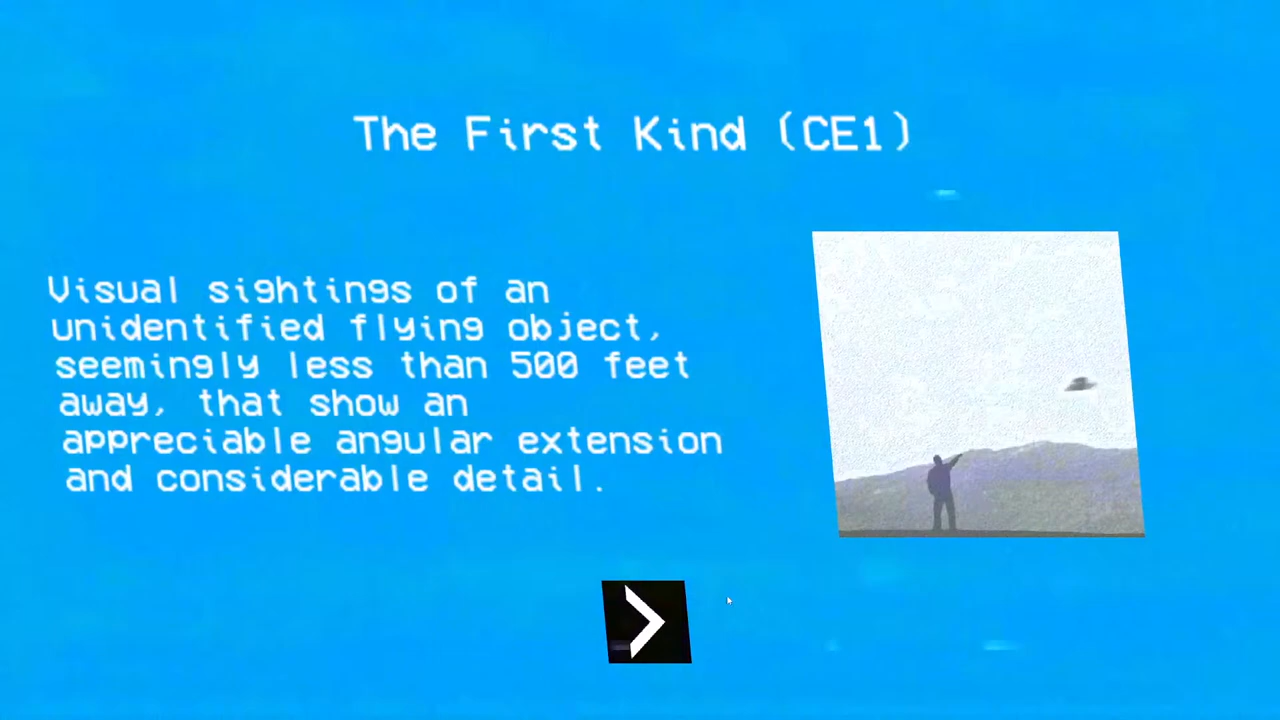 The First Kind (CE1)
Visual sightings of an
unidentified flying object,
seemingly less than 500 feet
away, that show an
appreciable angular extension
and considerable detail.